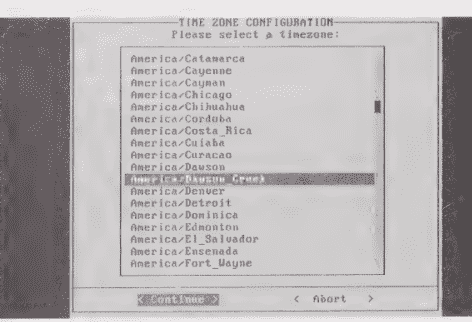 TIME ZONE CONFIGURATION
Please select a timezone:
America/Catamarca
America/Cayenne
America/Cayman
America/Chicago
America/Chihuahua
America/Cordoba
America/Costa_Rica
America/Cuiaba
America/Curacao
America/Dawson
America/Dawson_Creek
America/Denver
America/Detroit
America/Dominica
America/Edmonton
America/El_Salvador
America/Ensenada
America/Fort_Wayne
< Continue > < Abort >